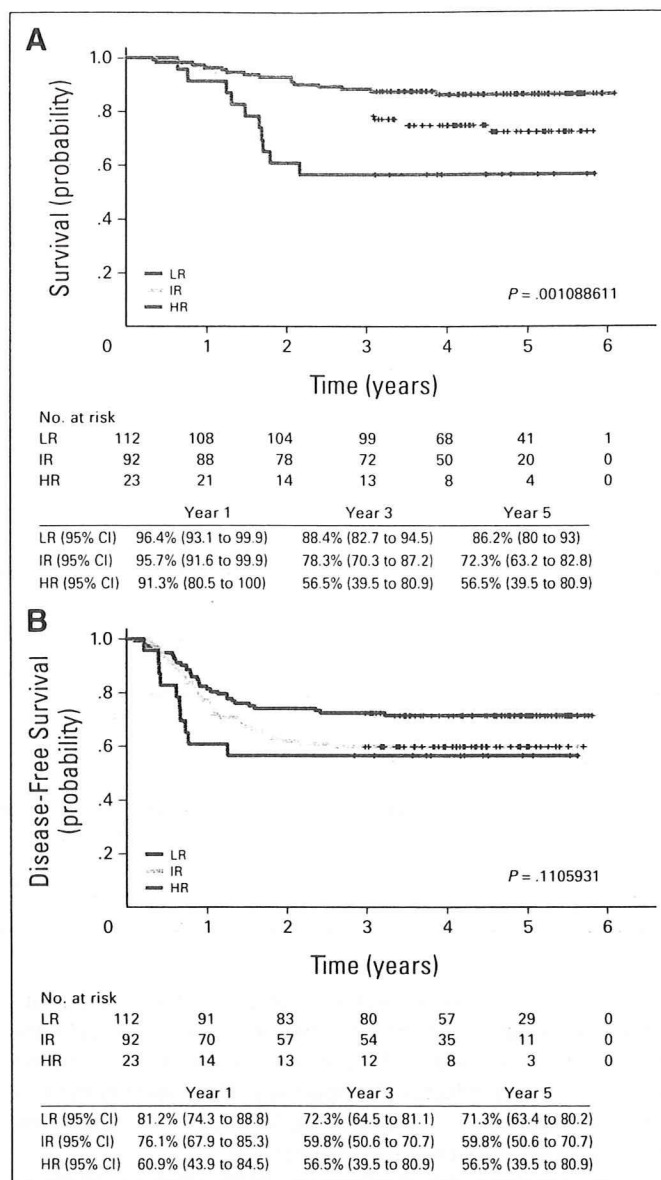 A
Survival (probability)
1.0
.8
.6
.4
.2
LR
IR
HR
P = .001088611
0 1 2 3 4 5 6
Time (years)
No. at risk
LR 112 108 104 99 68 41 1
IR 92 88 78 72 50 20 0
HR 23 21 14 13 8 4 0
Year 1 Year 3 Year 5
LR (95% CI) 96.4% (93.1 to 99.9) 88.4% (82.7 to 94.5) 86.2% (80 to 93)
IR (95% CI) 95.7% (91.6 to 99.9) 78.3% (70.3 to 87.2) 72.3% (63.2 to 82.8)
HR (95% CI) 91.3% (80.5 to 100) 56.5% (39.5 to 80.9) 56.5% (39.5 to 80.9)
B
Disease-Free Survival
(probability)
1.0
.8
.6
.4
.2
LR
IR
HR
P = .1105931
0 1 2 3 4 5 6
Time (years)
No. at risk
LR 112 91 83 80 57 29 0
IR 92 70 57 54 35 11 0
HR 23 14 13 12 8 3 0
Year 1 Year 3 Year 5
LR (95% CI) 81.2% (74.3 to 88.8) 72.3% (64.5 to 81.1) 71.3% (63.4 to 80.2)
IR (95% CI) 76.1% (67.9 to 85.3) 59.8% (50.6 to 70.7) 59.8% (50.6 to 70.7)
HR (95% CI) 60.9% (43.9 to 84.5) 56.5% (39.5 to 80.9) 56.5% (39.5 to 80.9)